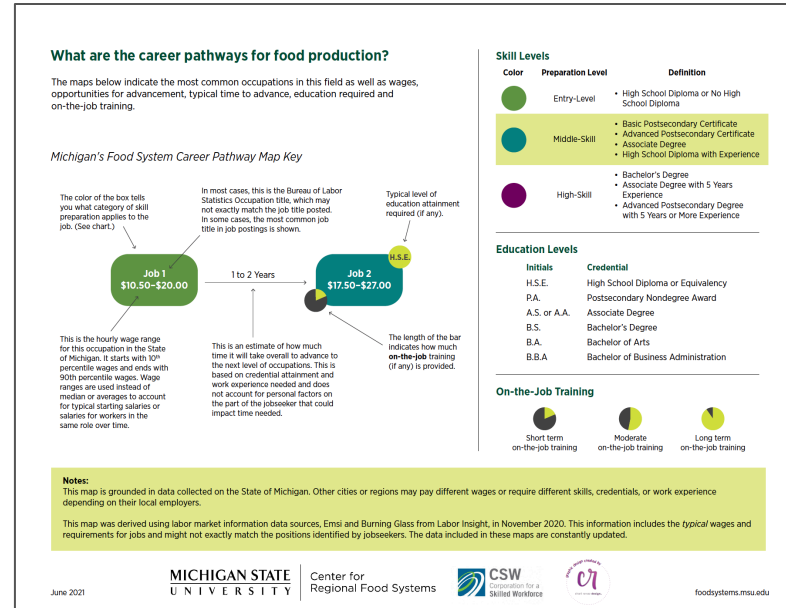 What are the career pathways for food production?
The maps below indicate the most common occupations in this field as well as wages,
opportunities for advancement, typical time to advance, education required and
on-the-job training.
Michigan's Food System Career Pathway Map Key
The color of the box tells
you what category of skill
preparation applies to the
job. (See chart.)
In most cases, this is the Bureau of Labor
Statistics Occupation title, which may
not exactly match the job title posted.
In some cases, the most common job
title in job postings is shown.
Typical level of
education attainment
required (if any).
H.S.E.
Job 1
$10.50–$20.00
1 to 2 Years
Job 2
$17.50–$27.00
This is the hourly wage range
for this occupation in the State
of Michigan. It starts with 10th
percentile wages and ends with
90th percentile wages. Wage
ranges are used instead of
median or averages to account
for typical starting salaries or
salaries for workers in the
same role over time.
This is an estimate of how much
time it will take overall to advance to
the next level of occupations. This is
based on credential attainment and
work experience needed and does
not account for personal factors on
the part of the jobseeker that could
impact time needed.
The length of the bar
indicates how much
on-the-job training
(if any) is provided.
Skill Levels
Color Preparation Level Definition
Entry-Level
• High School Diploma or No High
School Diploma
Middle-Skill
• Basic Postsecondary Certificate
• Advanced Postsecondary Certificate
• Associate Degree
• High School Diploma with Experience
High-Skill
• Bachelor's Degree
• Associate Degree with 5 Years
Experience
• Advanced Postsecondary Degree
with 5 Years or More Experience
Education Levels
Initials Credential
H.S.E. High School Diploma or Equivalency
P.A. Postsecondary Nondegree Award
A.S. or A.A. Associate Degree
B.S. Bachelor's Degree
B.A. Bachelor of Arts
B.B.A Bachelor of Business Administration
On-the-Job Training
Short term
on-the-job training
Moderate
on-the-job training
Long term
on-the-job training
Notes:
This map is grounded in data collected on the State of Michigan. Other cities or regions may pay different wages or require different skills, credentials, or work experience
depending on their local employers.
This map was derived using labor market information data sources, Emsi and Burning Glass from Labor Insight, in November 2020. This information includes the typical wages and
requirements for jobs and might not exactly match the positions identified by jobseekers. The data included in these maps are constantly updated.
June 2021
MICHIGAN STATE
UNIVERSITY
Center for
Regional Food Systems
CSW
Corporation for a
Skilled Workforce
graphic design created by
cr
foodsystems.msu.edu